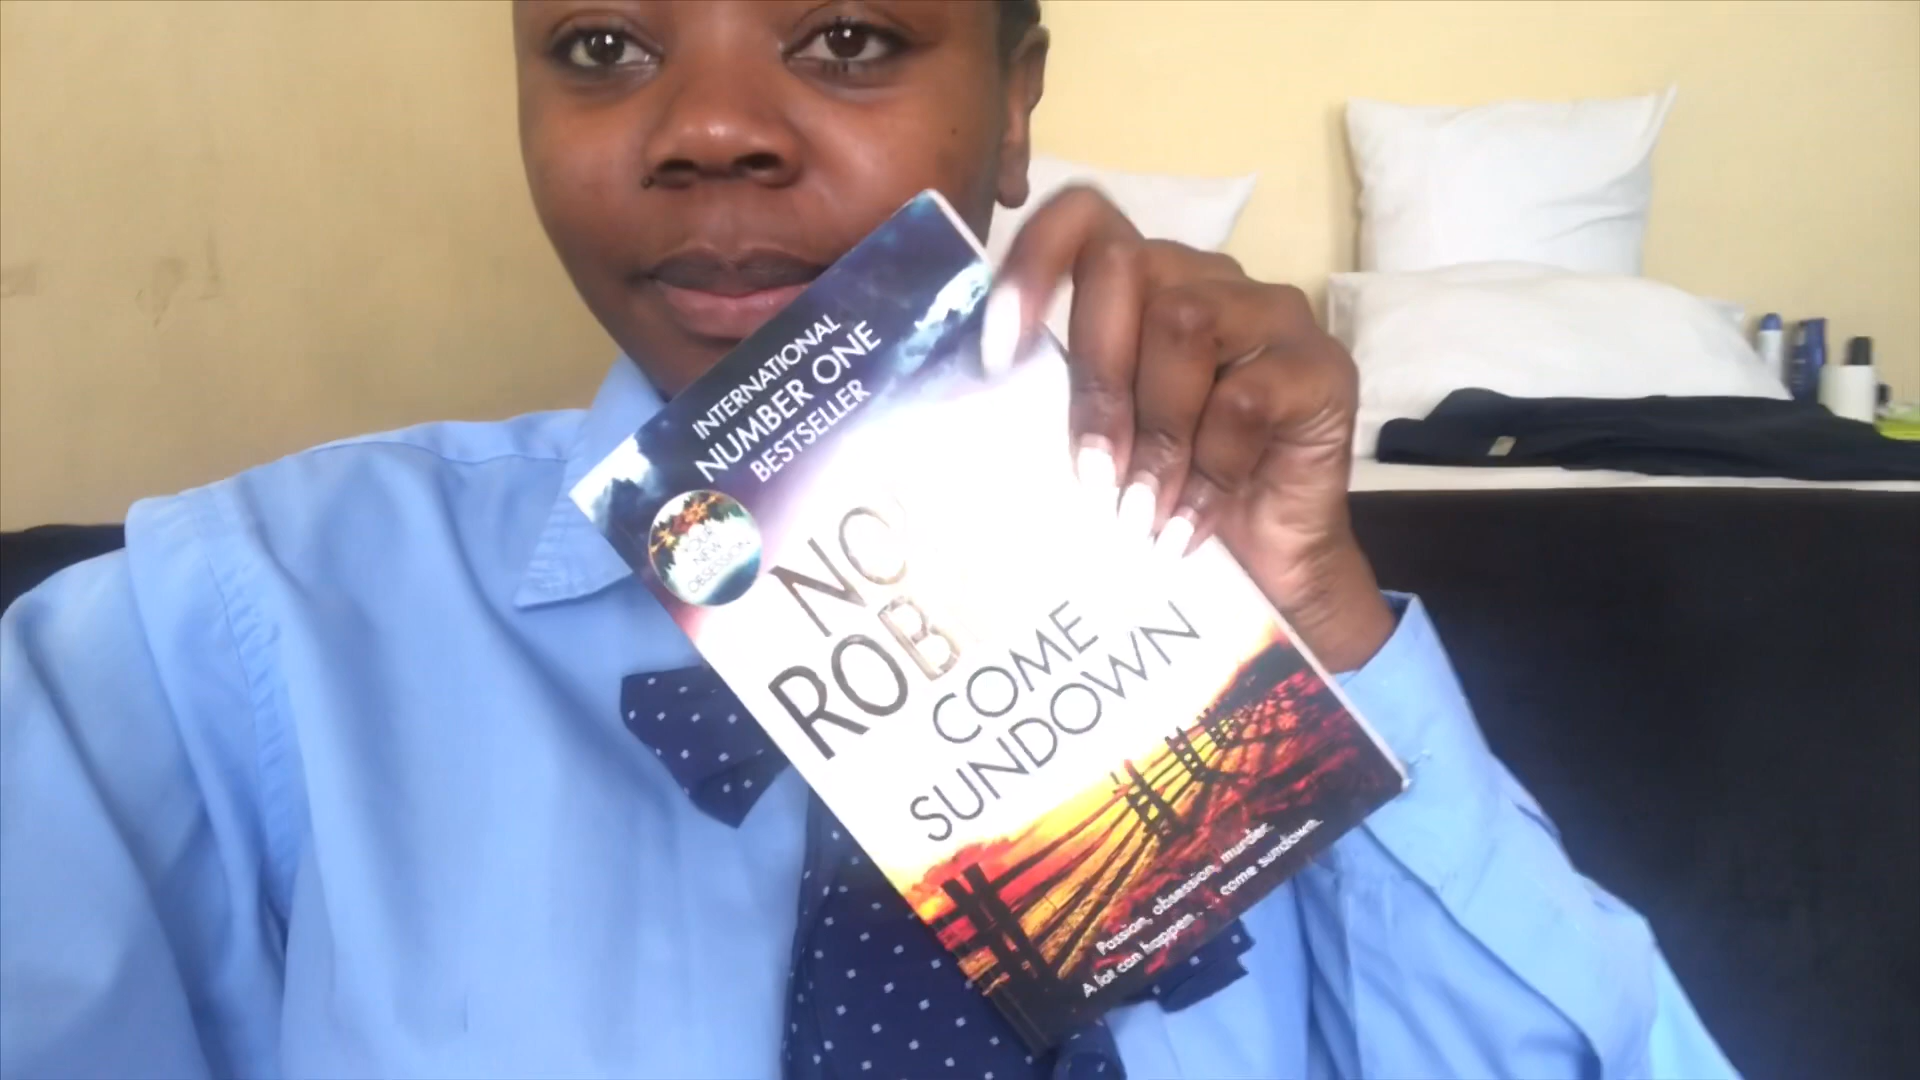 INTERNATIONAL
NUMBER ONE
BESTSELLER
YOUR
NEW
OBSESSION
NO
ROB
COME
SUNDOWN
Passion, obsession, murder.
A lot can happen . . . come sundown.